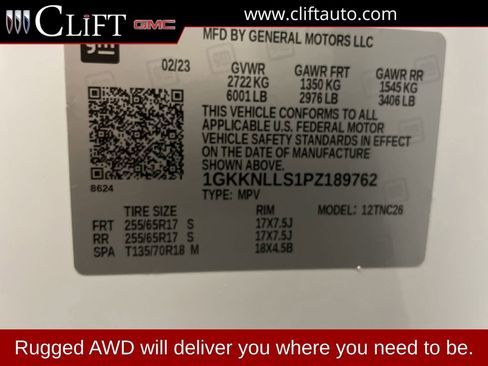 CLIFT GMC
www.cliftauto.com
gm
MFD BY GENERAL MOTORS LLC
02/23 GVWR GAWR FRT GAWR RR
2722 KG 1350 KG 1545 KG
6001 LB 2976 LB 3406 LB
THIS VEHICLE CONFORMS TO ALL
APPLICABLE U.S. FEDERAL MOTOR
VEHICLE SAFETY STANDARDS IN EFFECT
ON THE DATE OF MANUFACTURE SHOWN ABOVE.
8624
1GKKNLLS1PZ189762
TYPE: MPV MODEL: 12TNC26
TIRE SIZE RIM
FRT 255/65R17 S 17X7.5J
RR 255/65R17 S 17X7.5J
SPA T135/70R18 M 18X4.5B
Rugged AWD will deliver you where you need to be.